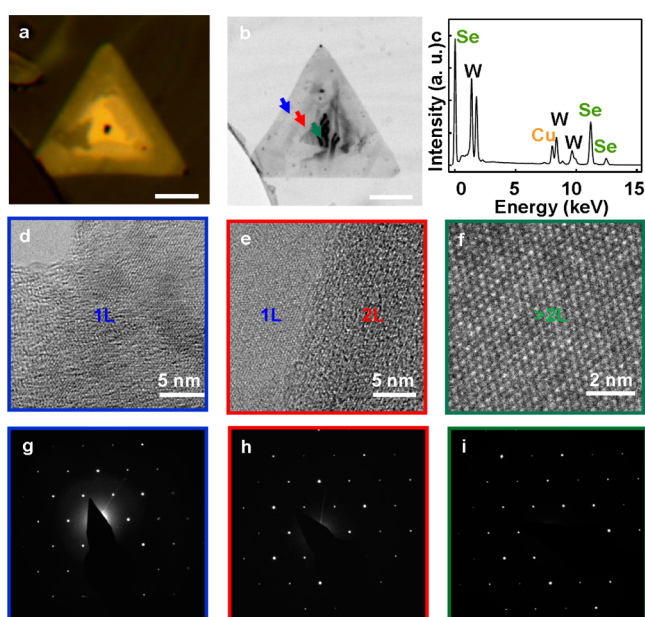 a
b
Intensity (a. u.)c
Se
W
Cu
W
W
Se
Se
0
5
10
15
Energy (keV)
d
1L
5 nm
e
1L
2L
5 nm
f
>2L
2 nm
g
h
i